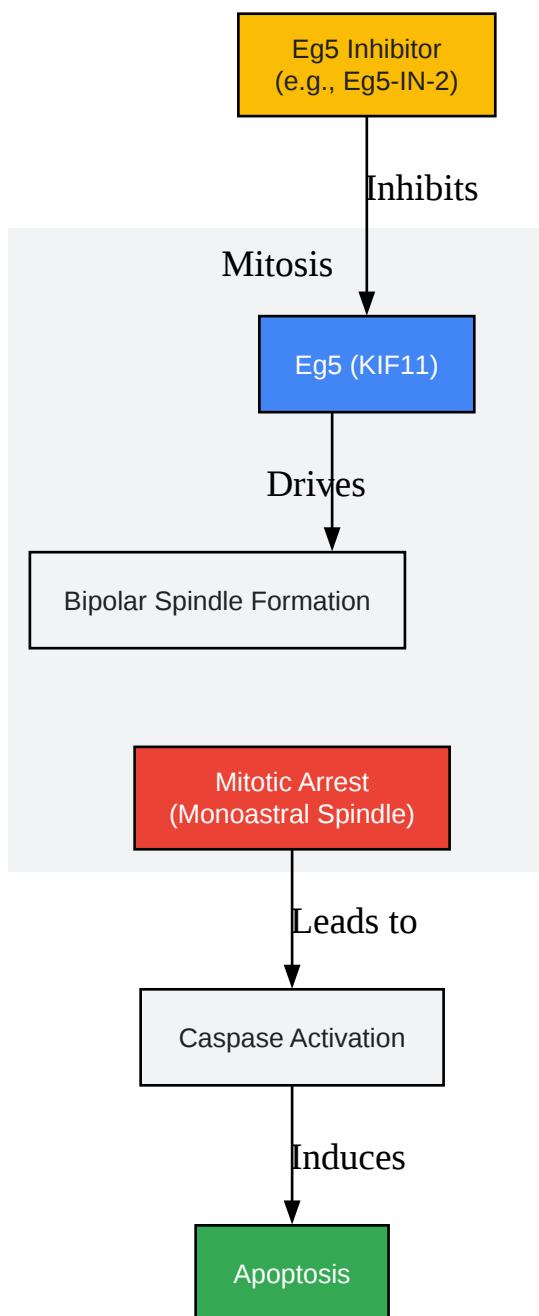 Eg5 Inhibitor
(e.g., Eg5-IN-2)
Inhibits
Mitosis
Eg5 (KIF11)
Drives
Bipolar Spindle Formation
Mitotic Arrest
(Monoastral Spindle)
Leads to
Caspase Activation
Induces
Apoptosis